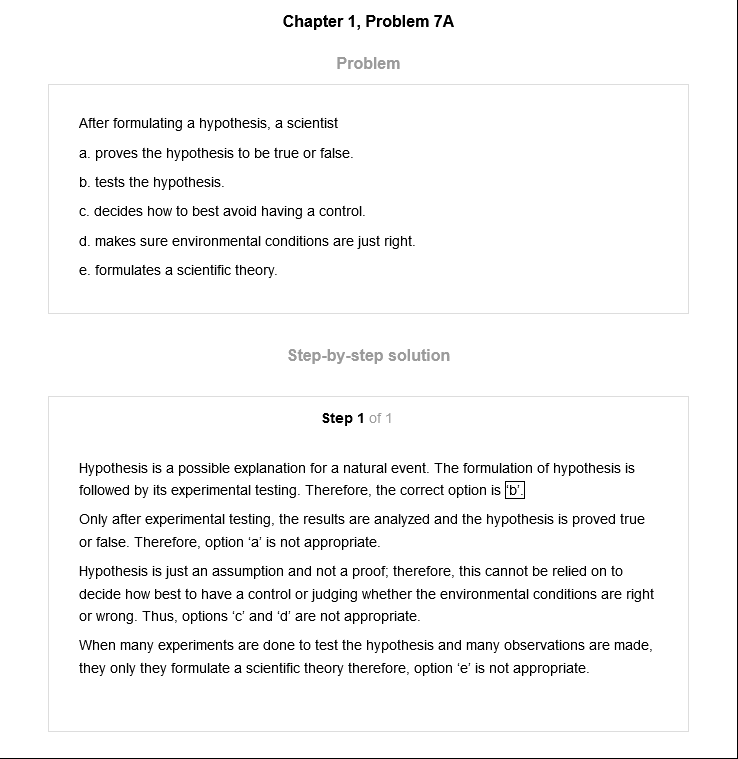 Chapter 1, Problem 7A
Problem
After formulating a hypothesis, a scientist
a. proves the hypothesis to be true or false.
b. tests the hypothesis.
c. decides how to best avoid having a control.
d. makes sure environmental conditions are just right.
e. formulates a scientific theory.
Step-by-step solution
Step 1 of 1
Hypothesis is a possible explanation for a natural event. The formulation of hypothesis is
followed by its experimental testing. Therefore, the correct option is ‘b’.
Only after experimental testing, the results are analyzed and the hypothesis is proved true
or false. Therefore, option ‘a’ is not appropriate.
Hypothesis is just an assumption and not a proof; therefore, this cannot be relied on to
decide how best to have a control or judging whether the environmental conditions are right
or wrong. Thus, options ‘c’ and ‘d’ are not appropriate.
When many experiments are done to test the hypothesis and many observations are made,
they only they formulate a scientific theory therefore, option ‘e’ is not appropriate.